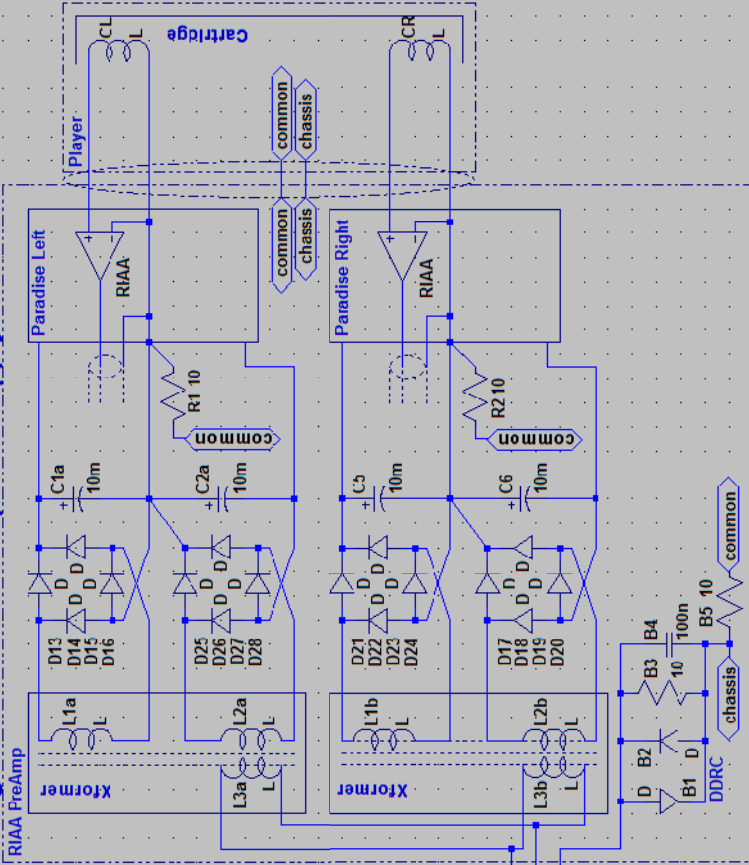 CL
L
Cartridge
CR
L
Player
common
chassis
common
chassis
Paradise Left
+
-
RIAA
Paradise Right
+
-
RIAA
R1 10
common
R2 10
common
+
C1a
10m
C2a
+
10m
+
C5
10m
C6
+
10m
D
D
D
D
D13
D14
D15
D16
D
D
D
D
D25
D26
D27
D28
D
D
D
D
D21
D22
D23
D24
D
D
D
D
D17
D18
D19
D20
L1a
L
L2a
L3a
L
L
Xformer
L1b
L
L2b
L3b
L
L
Xformer
RIAA PreAmp
common
B5 10
chassis
B4
100n
B3
10
B2
D
D
B1
DDRC